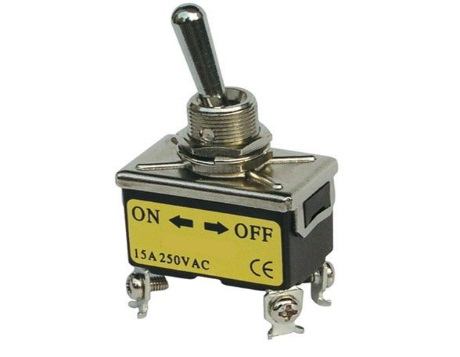 ON ← → OFF
15A 250VAC CE